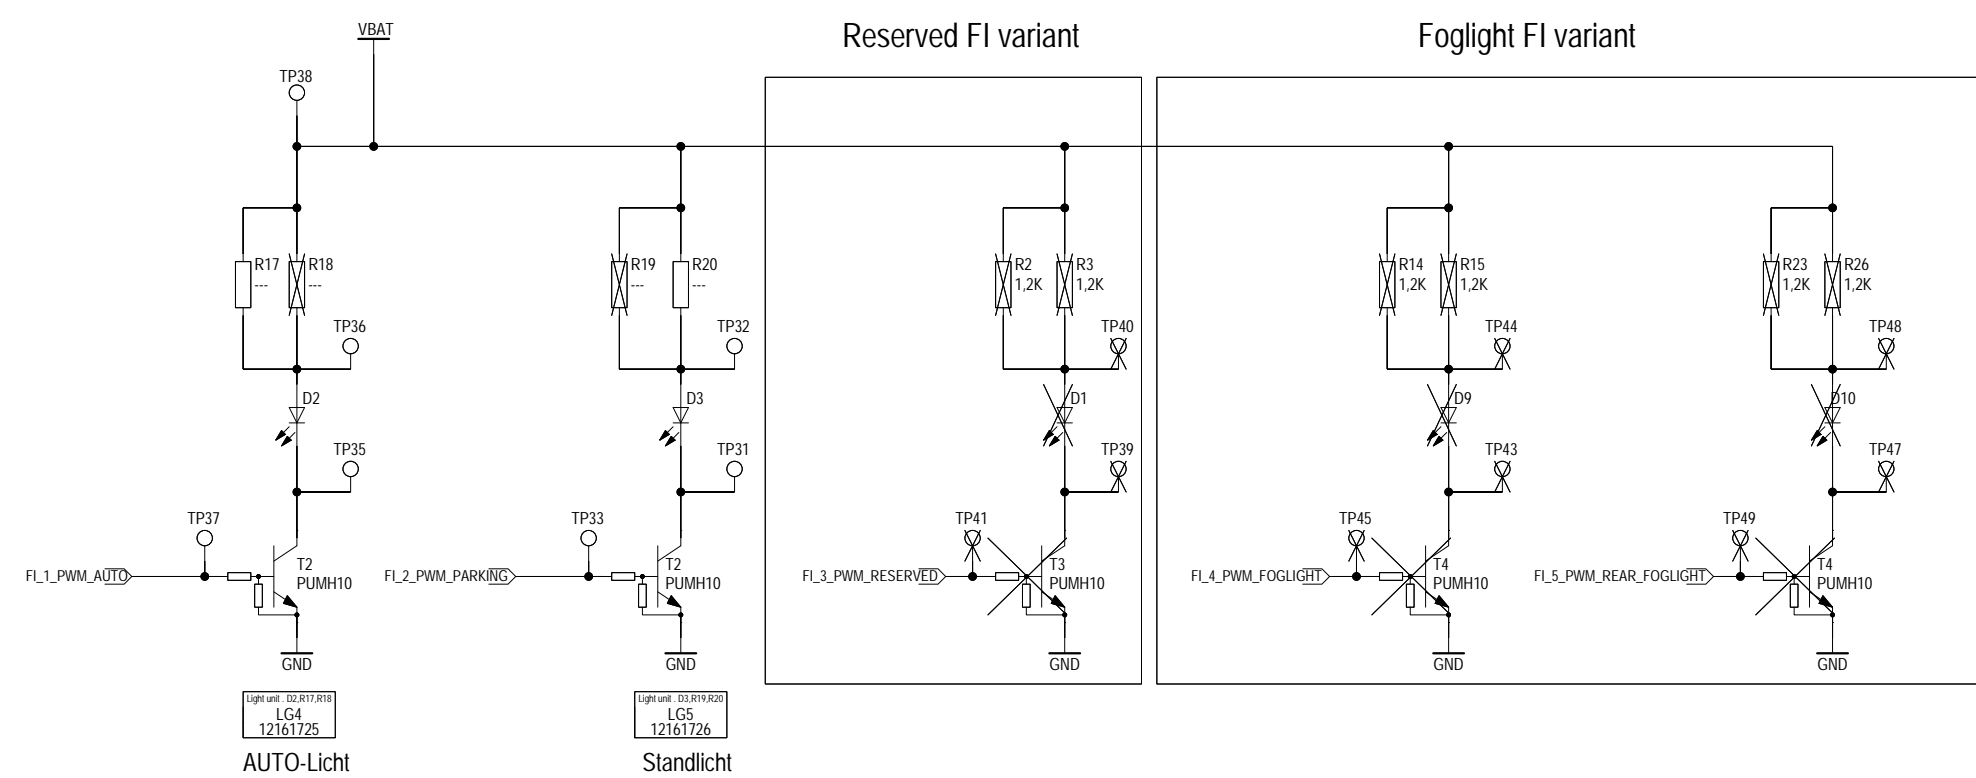 Reserved FI variant
Foglight FI variant
VBAT
TP38
R17
---
R18
---
R19
---
R20
---
R2
1,2K
R3
1,2K
R14
1,2K
R15
1,2K
R23
1,2K
R26
1,2K
TP36
TP32
TP40
TP44
TP48
D2
D3
D1
D9
D10
TP35
TP31
TP39
TP43
TP47
TP37
TP33
TP41
TP45
TP49
FI_1_PWM_AUTO
T2
PUMH10
FI_2_PWM_PARKING
T2
PUMH10
FI_3_PWM_RESERVED
T3
PUMH10
FI_4_PWM_FOGLIGHT
T4
PUMH10
FI_5_PWM_REAR_FOGLIGHT
T4
PUMH10
GND
GND
GND
GND
GND
Light unit . D2,R17,R18
LG4
12161725
AUTO-Licht
Light unit . D3,R19,R20
LG5
12161726
Standlicht